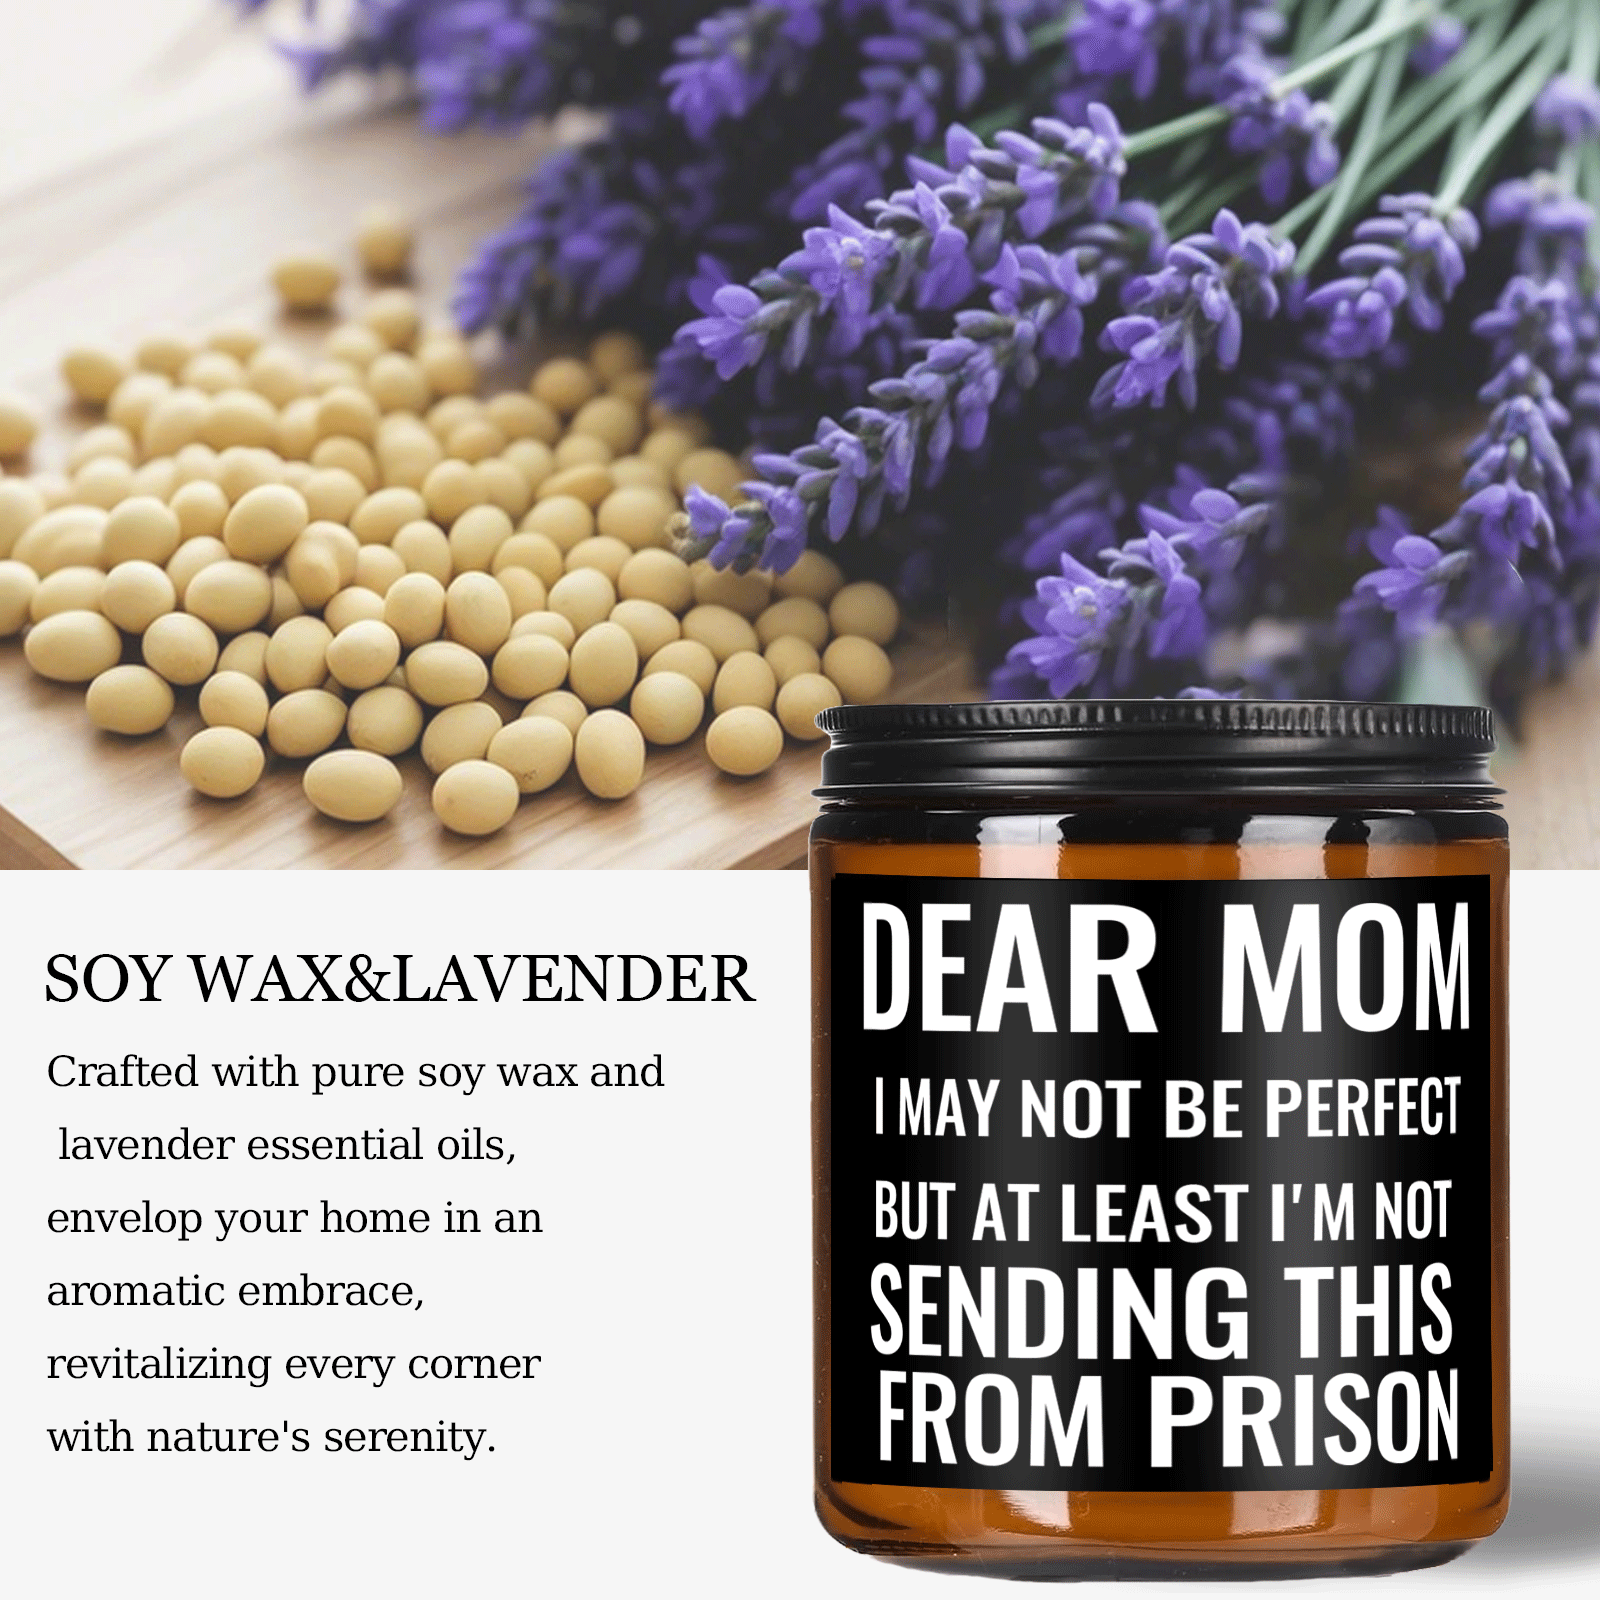 SOY WAX&LAVENDER
Crafted with pure soy wax and
lavender essential oils,
envelop your home in an
aromatic embrace,
revitalizing every corner
with nature's serenity.
DEAR MOM
I MAY NOT BE PERFECT
BUT AT LEAST I'M NOT
SENDING THIS
FROM PRISON